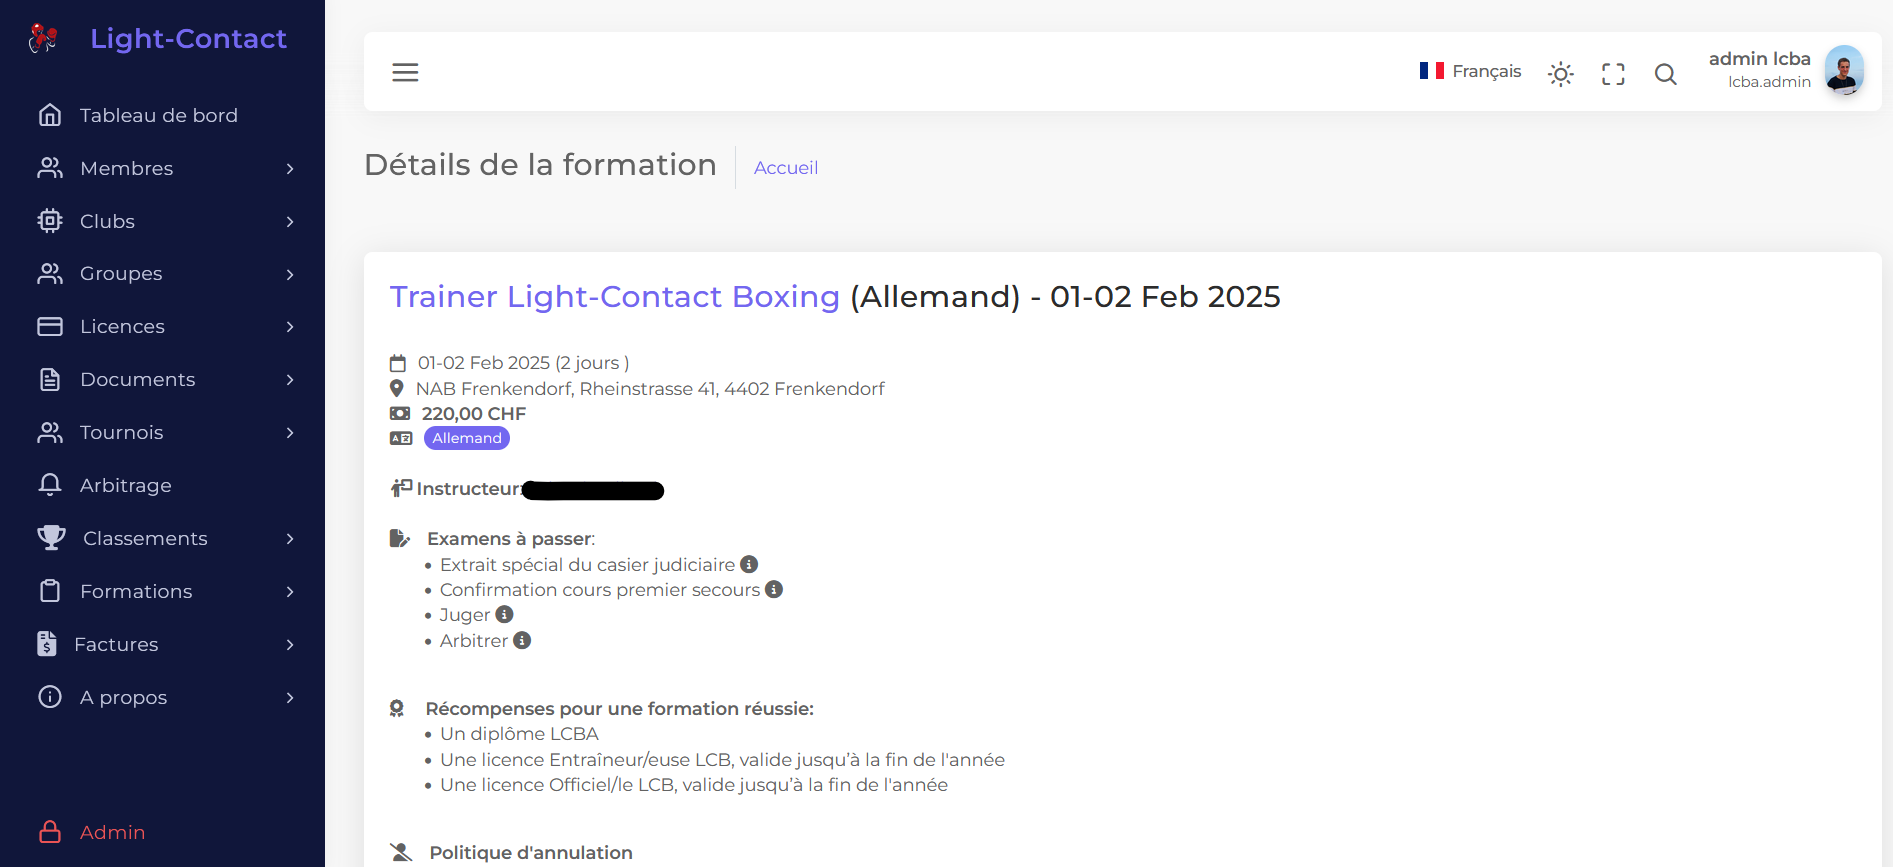 Light-Contact
Tableau de bord
Membres
Clubs
Groupes
Licences
Documents
Tournois
Arbitrage
Classements
Formations
Factures
A propos
Admin
Français
admin lcba
lcba.admin
Détails de la formation
Accueil
Trainer Light-Contact Boxing (Allemand) - 01-02 Feb 2025
01-02 Feb 2025 (2 jours )
NAB Frenkendorf, Rheinstrasse 41, 4402 Frenkendorf
220,00 CHF
Allemand
Instructeur:
Examens à passer:
• Extrait spécial du casier judiciaire
• Confirmation cours premier secours
• Juger
• Arbitrer
Récompenses pour une formation réussie:
• Un diplôme LCBA
• Une licence Entraîneur/euse LCB, valide jusqu’à la fin de l'année
• Une licence Officiel/le LCB, valide jusqu’à la fin de l'année
Politique d'annulation